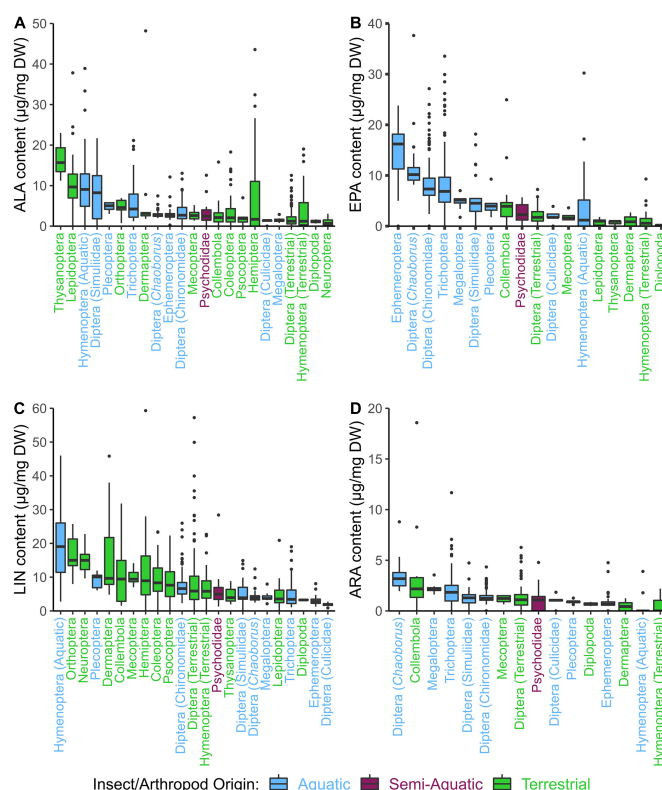 A
ALA content (µg/mg DW)
50
40
30
20
10
0
Thysanoptera
Lepidoptera
Hymenoptera (Aquatic)
Diptera (Simuliidae)
Plecoptera
Orthoptera
Trichoptera
Dermaptera
Diptera (Chaoborus)
Ephemeroptera
Diptera (Chironomidae)
Mecoptera
Psychodidae
Collembola
Coleoptera
Psocoptera
Hemiptera
Diptera (Culicidae)
Megaloptera
Diptera (Terrestrial)
Hymenoptera (Terrestrial)
Diplopoda
Neuroptera
B
EPA content (µg/mg DW)
40
30
20
10
0
Ephemeroptera
Diptera (Chaoborus)
Diptera (Chironomidae)
Trichoptera
Megaloptera
Diptera (Simuliidae)
Plecoptera
Collembola
Psychodidae
Diptera (Terrestrial)
Diptera (Culicidae)
Mecoptera
Hymenoptera (Aquatic)
Lepidoptera
Thysanoptera
Dermaptera
Hymenoptera (Terrestrial)
Diplopoda
C
LIN content (µg/mg DW)
60
50
40
30
20
10
0
Hymenoptera (Aquatic)
Orthoptera
Neuroptera
Plecoptera
Dermaptera
Collembola
Mecoptera
Hemiptera
Coleoptera
Psocoptera
Diptera (Chironomidae)
Diptera (Terrestrial)
Hymenoptera (Terrestrial)
Psychodidae
Thysanoptera
Diptera (Simuliidae)
Diptera (Chaoborus)
Megaloptera
Lepidoptera
Trichoptera
Diplopoda
Ephemeroptera
Diptera (Culicidae)
D
ARA content (µg/mg DW)
20
15
10
5
0
Diptera (Chaoborus)
Collembola
Megaloptera
Trichoptera
Diptera (Simuliidae)
Diptera (Chironomidae)
Mecoptera
Diptera (Terrestrial)
Psychodidae
Diptera (Culicidae)
Plecoptera
Diplopoda
Ephemeroptera
Dermaptera
Hymenoptera (Aquatic)
Hymenoptera (Terrestrial)
Insect/Arthropod Origin: Aquatic Semi-Aquatic Terrestrial